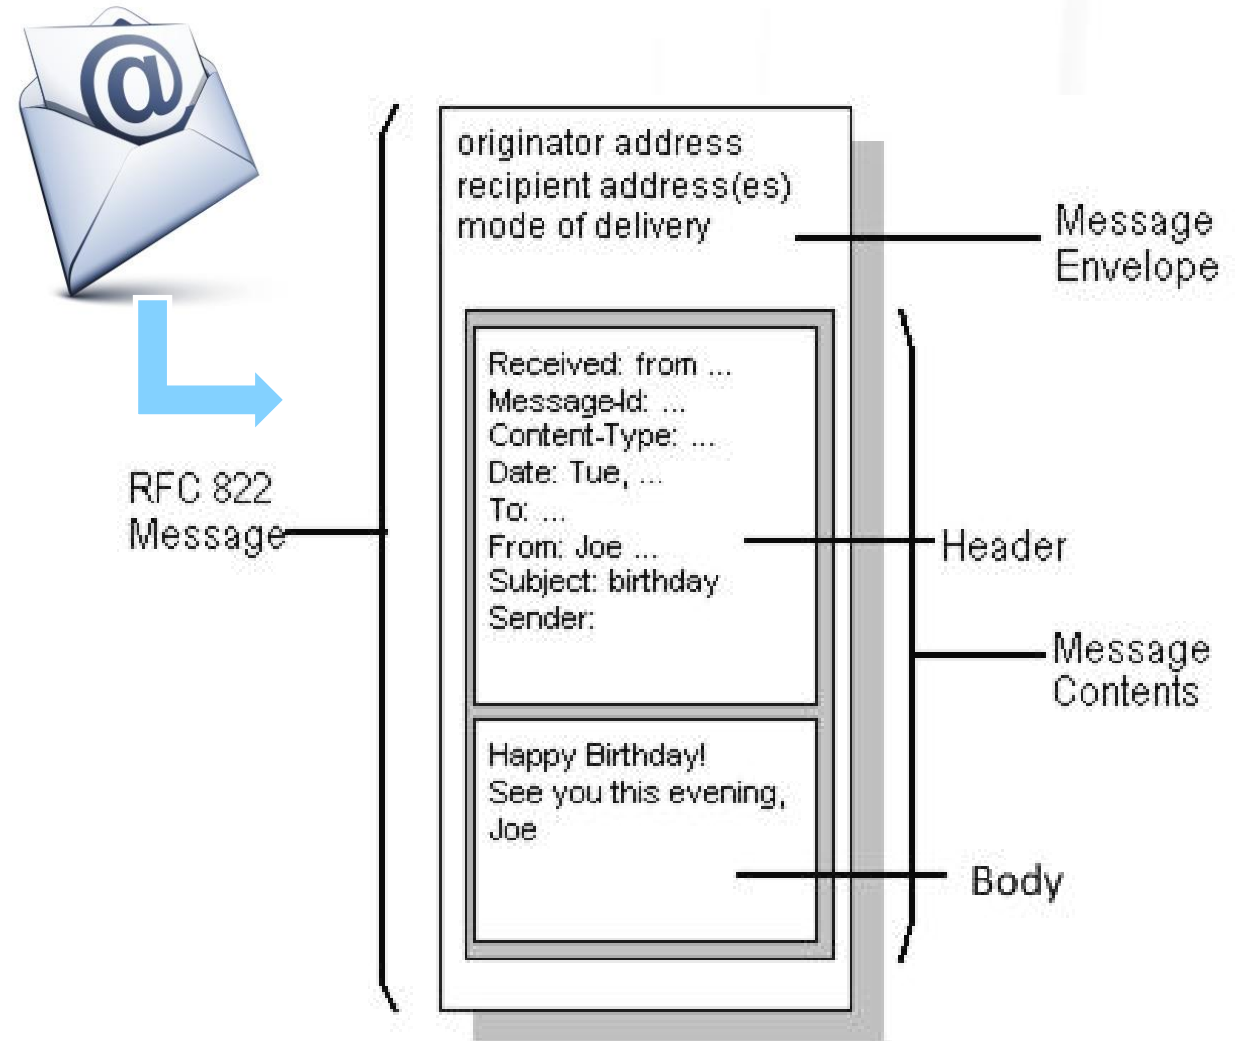 @
originator address
recipient address(es)
mode of delivery
Message
Envelope
Received: from ...
Message-Id: ...
Content-Type: ...
Date: Tue, ...
To: ...
From: Joe ...
Subject: birthday
Sender:
RFC 822
Message
Header
Message
Contents
Happy Birthday!
See you this evening,
Joe
Body